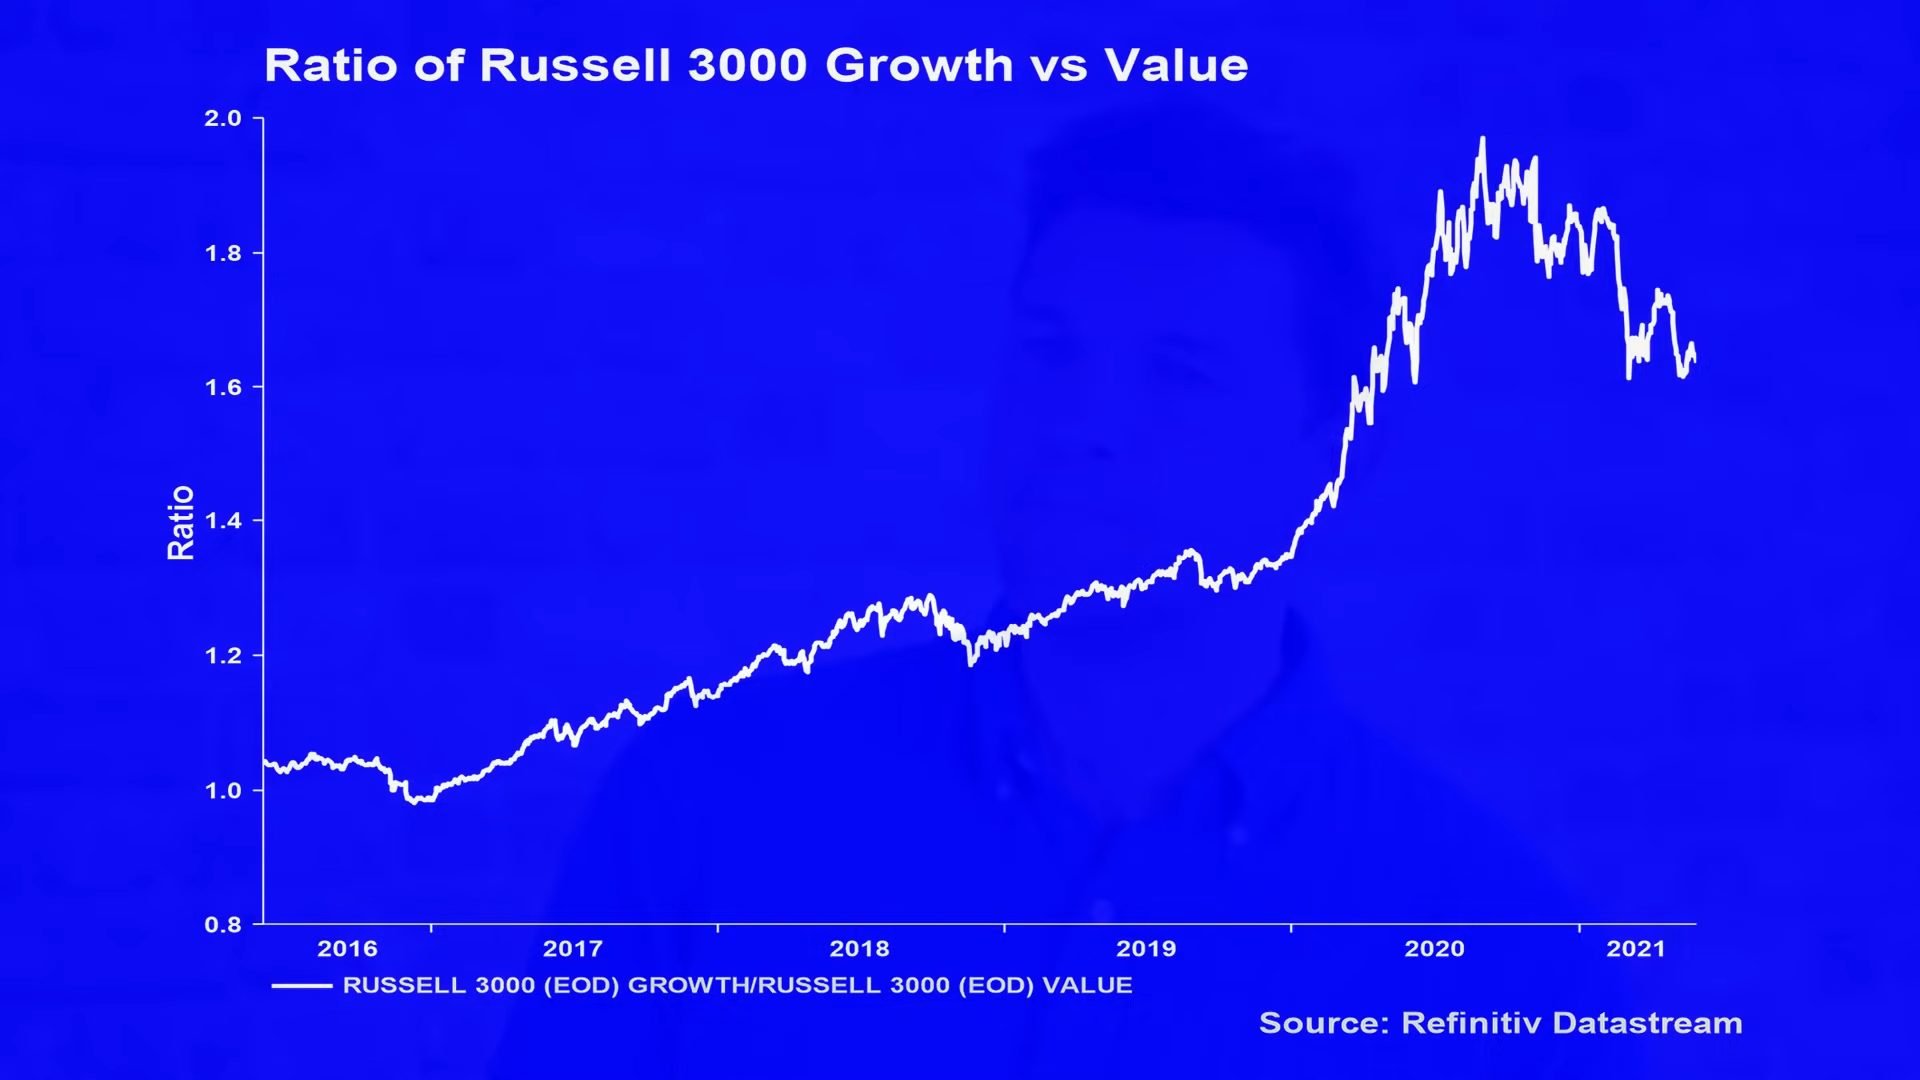 Ratio of Russell 3000 Growth vs Value
2.0
1.8
1.6
1.4
1.2
1.0
0.8
Ratio
2016 2017 2018 2019 2020 2021
RUSSELL 3000 (EOD) GROWTH/RUSSELL 3000 (EOD) VALUE
Source: Refinitiv Datastream